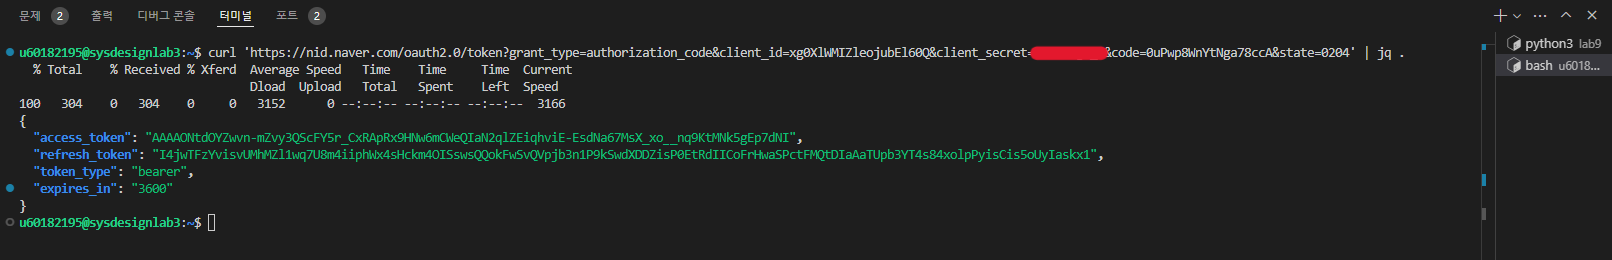 문제 2 출력 디버그 콘솔 터미널 포트 2
u60182195@sysdesignlab3:~$ curl 'https://nid.naver.com/oauth2.0/token?grant_type=authorization_code&client_id=xg0XlWMIZleojubEl60Q&client_secret= &code=0uPwp8WnYtNga78ccA&state=0204' | jq .
% Total % Received % Xferd Average Speed Time Time Time Current
Dload Upload Total Spent Left Speed
100 304 0 304 0 0 3152 0 --:--:-- --:--:-- --:--:-- 3166
{
"access_token": "AAAAONtdOYZwvn-mZvy3QScFY5r_CxRApRx9HNw6mCWeQIaN2qlZEiqhviE-EsdNa67MsX_xo__nq9KtMNk5gEp7dNI",
"refresh_token": "I4jwTFzYvisvUMhMZl1wq7U8m4iiphWx4sHckm4OISswsQQokFwSvQVpjb3n1P9kSwdXDDZisP0EtRdIICoFrHwaSPctFMQtDIaAaTUpb3YT4s84xolpPyisCis5oUyIaskx1",
"token_type": "bearer",
"expires_in": "3600"
}
u60182195@sysdesignlab3:~$
python3 lab9
bash u6018...